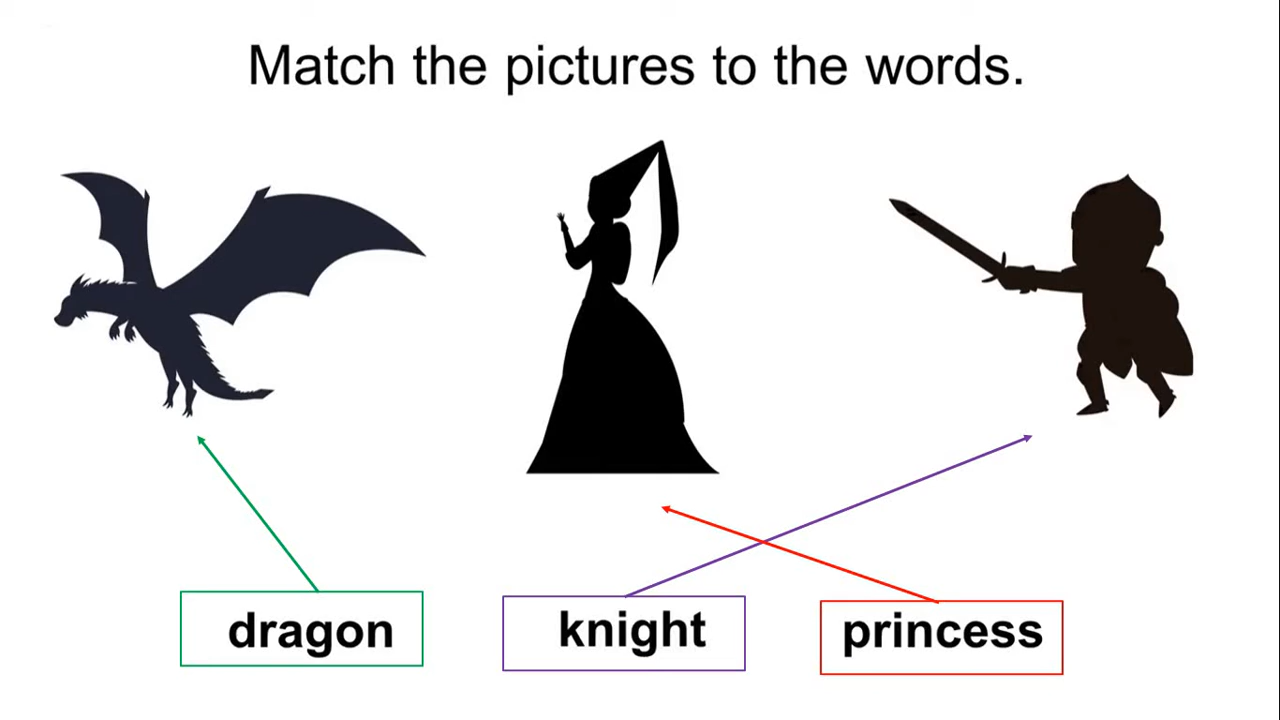 Match the pictures to the words.
dragon
knight
princess